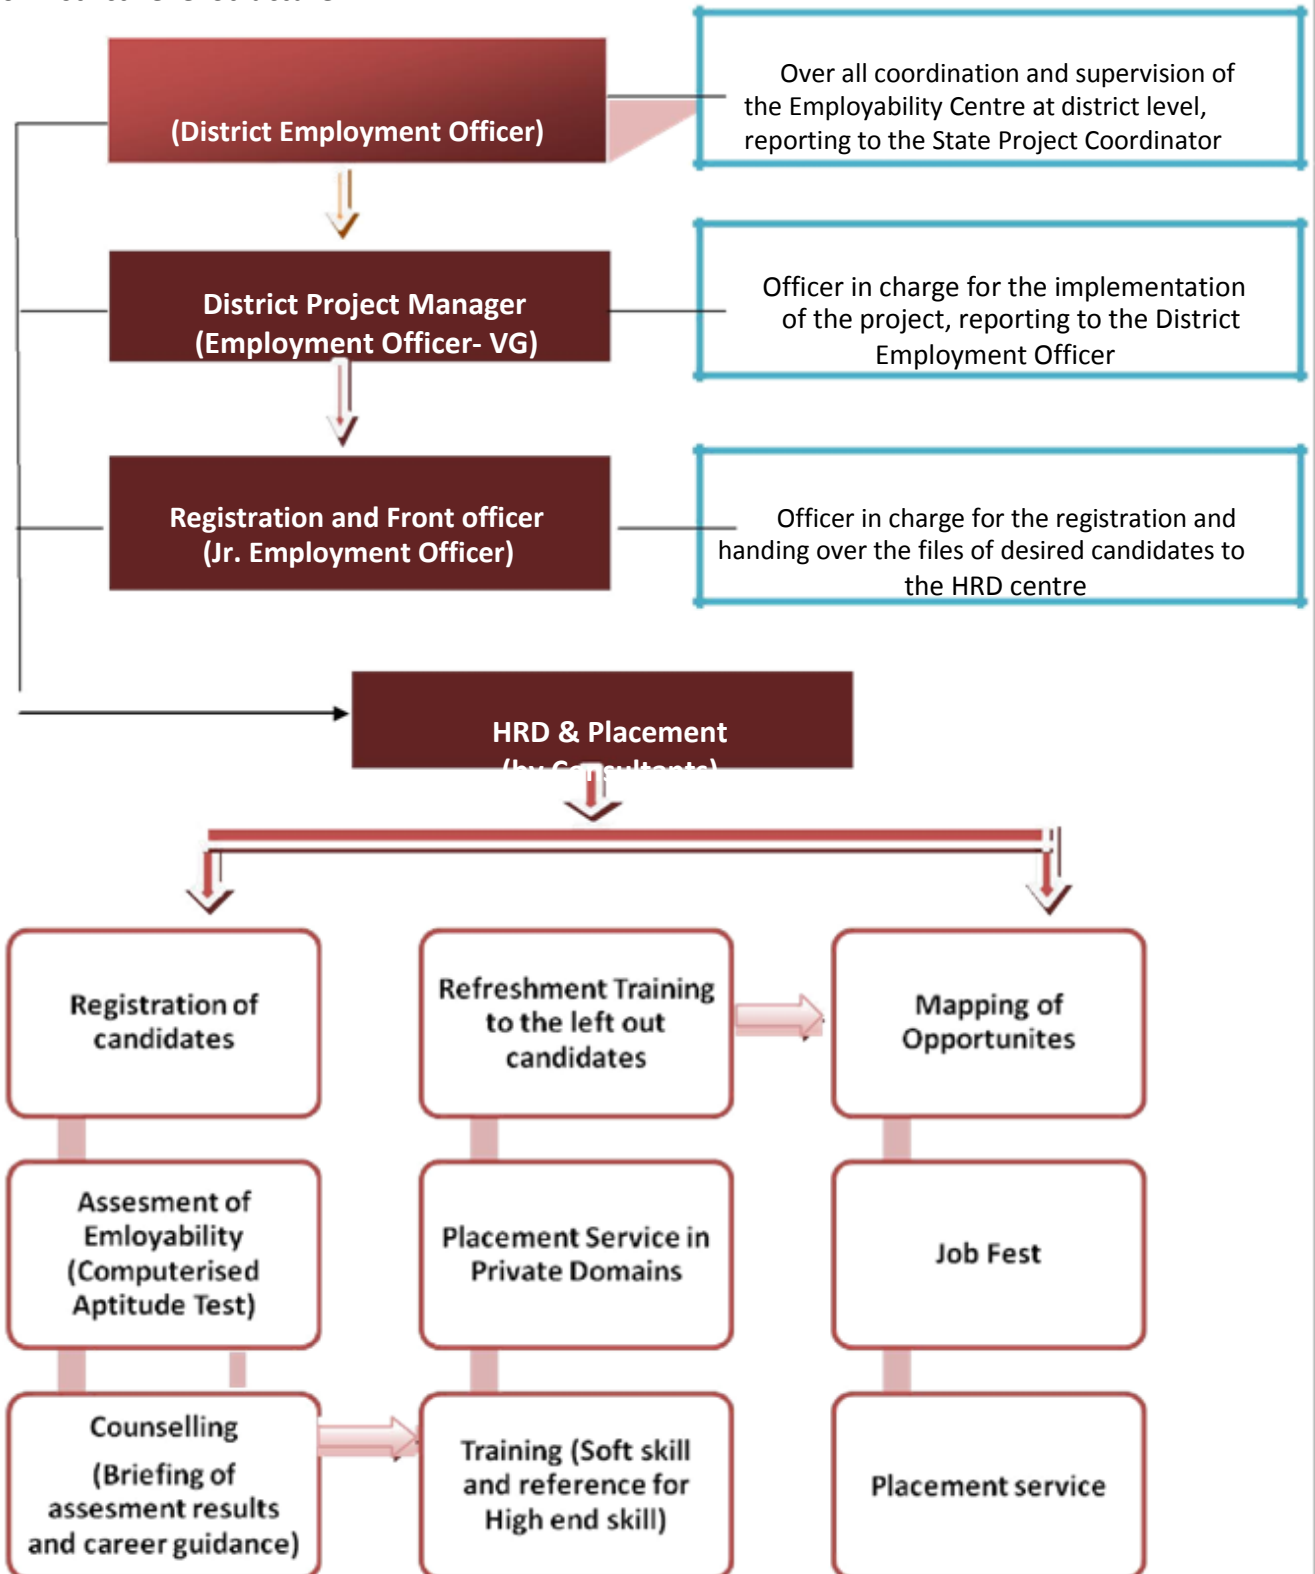 (District Employment Officer)
Over all coordination and supervision of
the Employability Centre at district level,
reporting to the State Project Coordinator
District Project Manager
(Employment Officer- VG)
Officer in charge for the implementation
of the project, reporting to the District
Employment Officer
Registration and Front officer
(Jr. Employment Officer)
Officer in charge for the registration and
handing over the files of desired candidates to
the HRD centre
HRD & Placement
(by Consultants)
Registration of
candidates
Refreshment Training
to the left out
candidates
Mapping of
Opportunites
Assesment of
Emloyability
(Computerised
Aptitude Test)
Placement Service in
Private Domains
Job Fest
Counselling
(Briefing of
assesment results
and career guidance)
Training (Soft skill
and reference for
High end skill)
Placement service